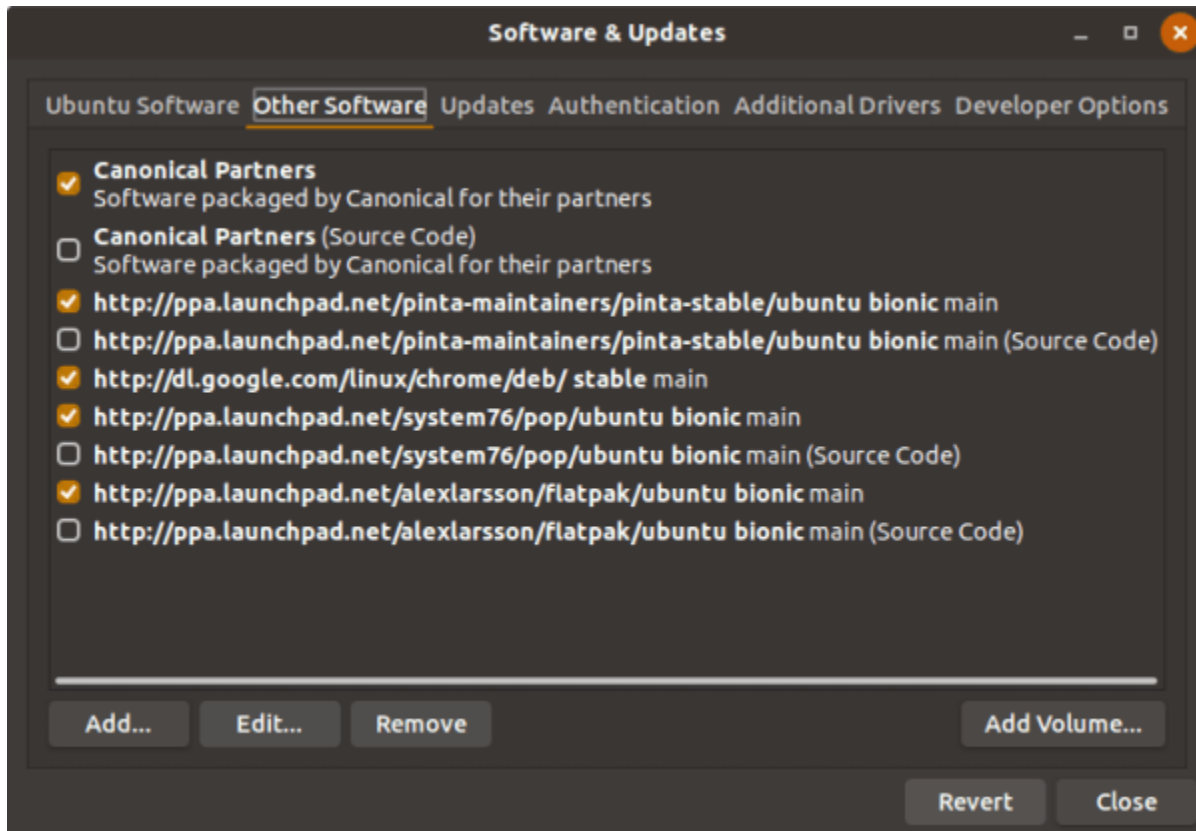 Software & Updates
Ubuntu Software Other Software Updates Authentication Additional Drivers Developer Options
Canonical Partners
Software packaged by Canonical for their partners
Canonical Partners (Source Code)
Software packaged by Canonical for their partners
http://ppa.launchpad.net/pinta-maintainers/pinta-stable/ubuntu bionic main
http://ppa.launchpad.net/pinta-maintainers/pinta-stable/ubuntu bionic main (Source Code)
http://dl.google.com/linux/chrome/deb/ stable main
http://ppa.launchpad.net/system76/pop/ubuntu bionic main
http://ppa.launchpad.net/system76/pop/ubuntu bionic main (Source Code)
http://ppa.launchpad.net/alexlarsson/flatpak/ubuntu bionic main
http://ppa.launchpad.net/alexlarsson/flatpak/ubuntu bionic main (Source Code)
Add... Edit... Remove Add Volume...
Revert Close